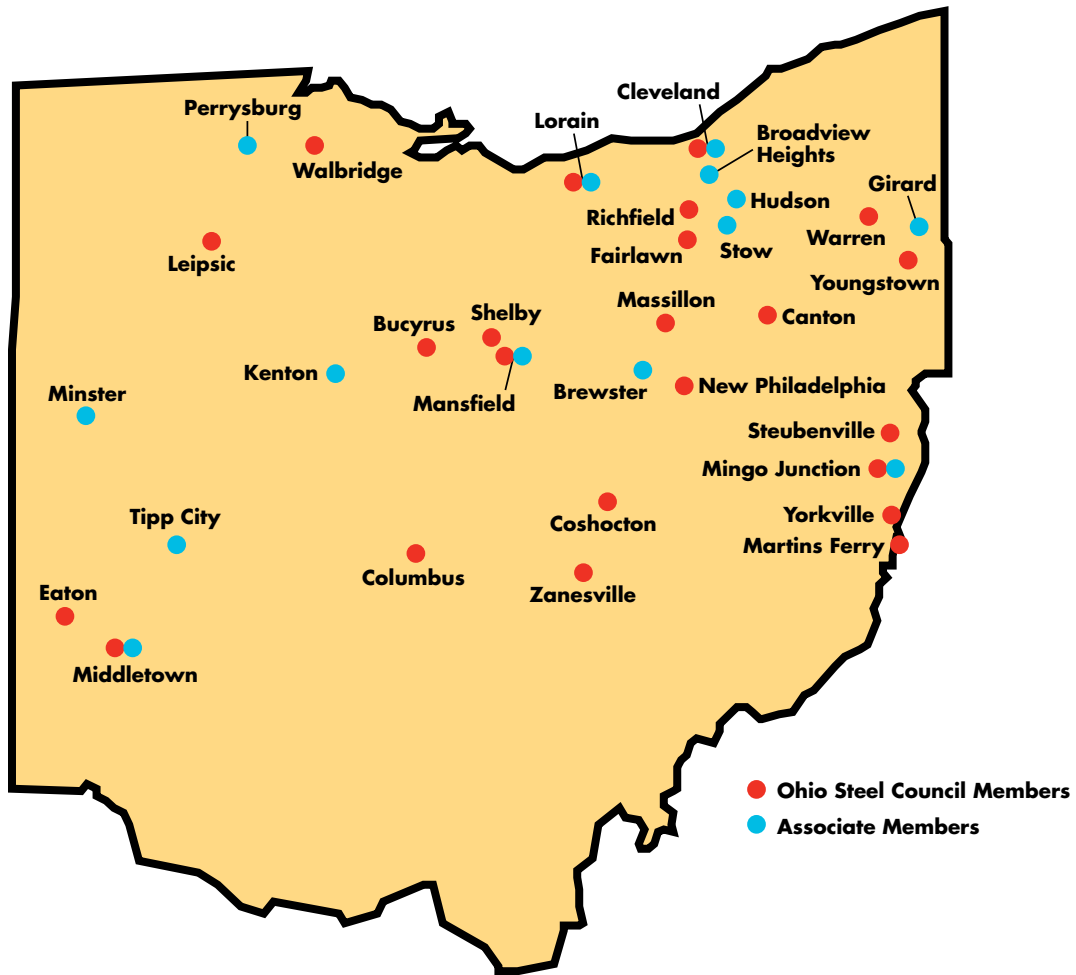 Cleveland
Perrysburg
Lorain
Broadview
Heights
Walbridge
Girard
Hudson
Richfield
Warren
Fairlawn
Stow
Leipsic
Youngstown
Massillon
Shelby
Canton
Bucyrus
Kenton
New Philadelphia
Brewster
Minster
Mansfield
Steubenville
Mingo Junction
Tipp City
Yorkville
Coshocton
Martins Ferry
Columbus
Eaton
Zanesville
Middletown
Ohio Steel Council Members
Associate Members